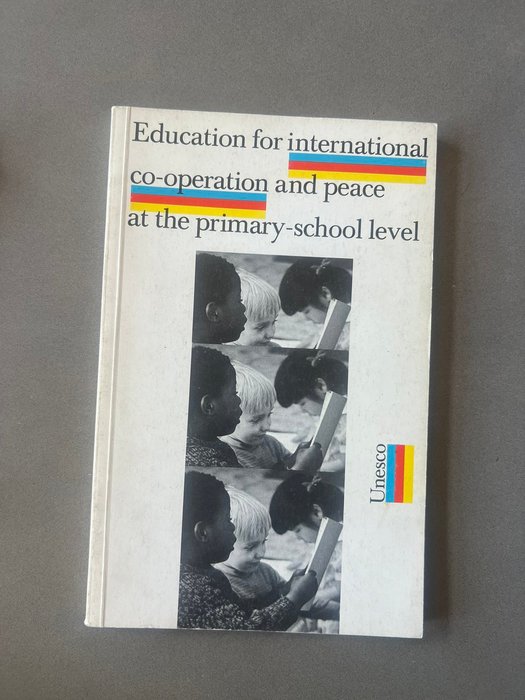 Education for international
co-operation and peace
at the primary-school level
Unesco